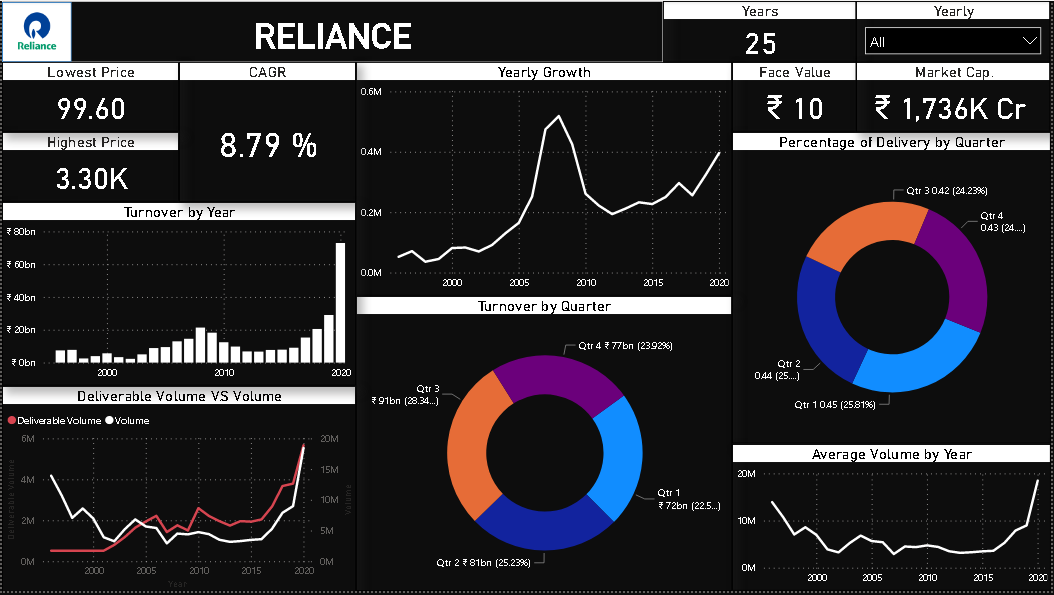 Reliance
RELIANCE
Years
25
Yearly
All
Lowest Price
99.60
Highest Price
3.30K
CAGR
8.79 %
Yearly Growth
0.6M
0.4M
0.2M
0.0M
2000
2005
2010
2015
2020
Face Value
₹ 10
Market Cap.
₹ 1,736K Cr
Turnover by Year
₹ 80bn
₹ 60bn
₹ 40bn
₹ 20bn
₹ 0bn
2000
2010
2020
Turnover by Quarter
Qtr 4 ₹ 77bn (23.92%)
Qtr 3
₹ 91bn (28.34...)
Qtr 1
₹ 72bn (22.5...)
Qtr 2 ₹ 81bn (25.23%)
Percentage of Delivery by Quarter
Qtr 3 0.42 (24.23%)
Qtr 4
0.43 (24....)
Qtr 2
0.44 (25....)
Qtr 1 0.45 (25.81%)
Deliverable Volume VS Volume
Deliverable Volume
Volume
6M
4M
2M
0M
Deliverable Volume
20M
15M
10M
5M
0M
Volume
2000
2005
2010
2015
2020
Year
Average Volume by Year
20M
10M
0M
2000
2005
2010
2015
2020